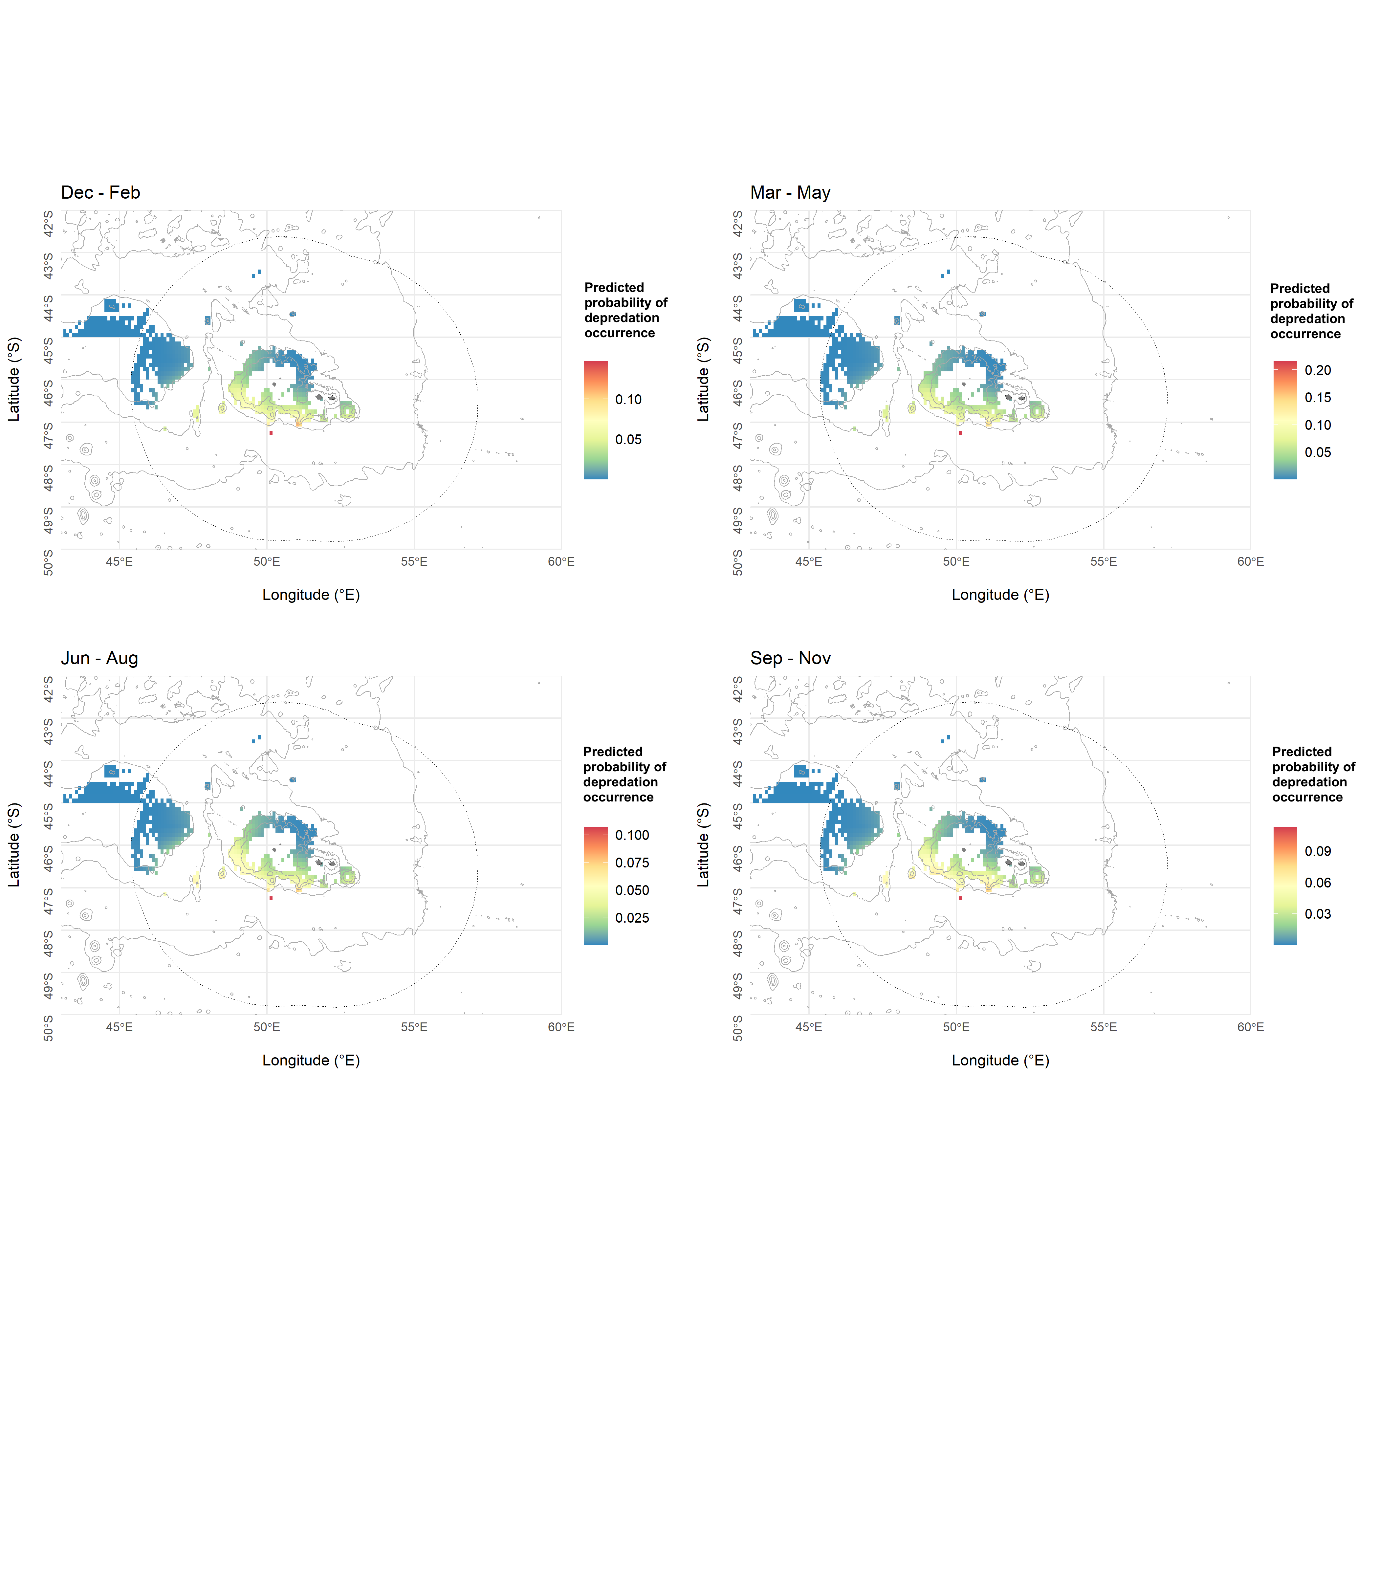 Dec - Feb
42°S
43°S
44°S
45°S
46°S
47°S
48°S
49°S
50°S
Latitude (°S)
45°E
50°E
55°E
60°E
Longitude (°E)
Predicted
probability of
depredation
occurrence
0.10
0.05
Mar - May
42°S
43°S
44°S
45°S
46°S
47°S
48°S
49°S
50°S
Latitude (°S)
45°E
50°E
55°E
60°E
Longitude (°E)
Predicted
probability of
depredation
occurrence
0.20
0.15
0.10
0.05
Jun - Aug
42°S
43°S
44°S
45°S
46°S
47°S
48°S
49°S
50°S
Latitude (°S)
45°E
50°E
55°E
60°E
Longitude (°E)
Predicted
probability of
depredation
occurrence
0.100
0.075
0.050
0.025
Sep - Nov
42°S
43°S
44°S
45°S
46°S
47°S
48°S
49°S
50°S
Latitude (°S)
45°E
50°E
55°E
60°E
Longitude (°E)
Predicted
probability of
depredation
occurrence
0.09
0.06
0.03